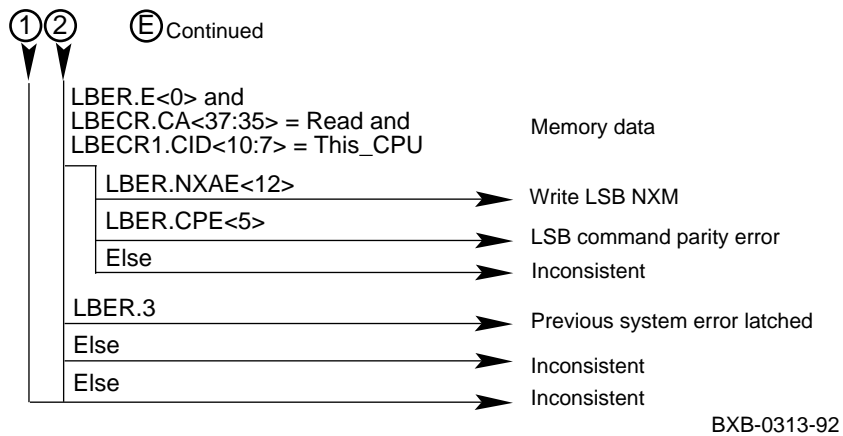 1 2 E Continued
LBER.E<0> and
LBECR.CA<37:35> = Read and
LBECR1.CID<10:7> = This_CPU
Memory data
LBER.NXAE<12>
Write LSB NXM
LBER.CPE<5>
LSB command parity error
Else
Inconsistent
LBER.3
Previous system error latched
Else
Inconsistent
Else
Inconsistent
BXB-0313-92